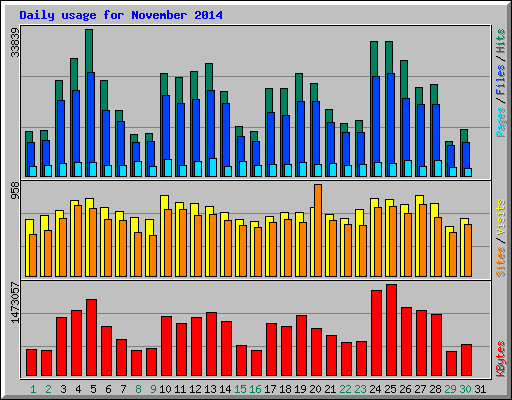 Daily usage for November 2014
33839
Pages / Files / Hits
958
Sites / Visits
1473057
KBytes
1 2 3 4 5 6 7 8 9 10 11 12 13 14 15 16 17 18 19 20 21 22 23 24 25 26 27 28 29 30 31